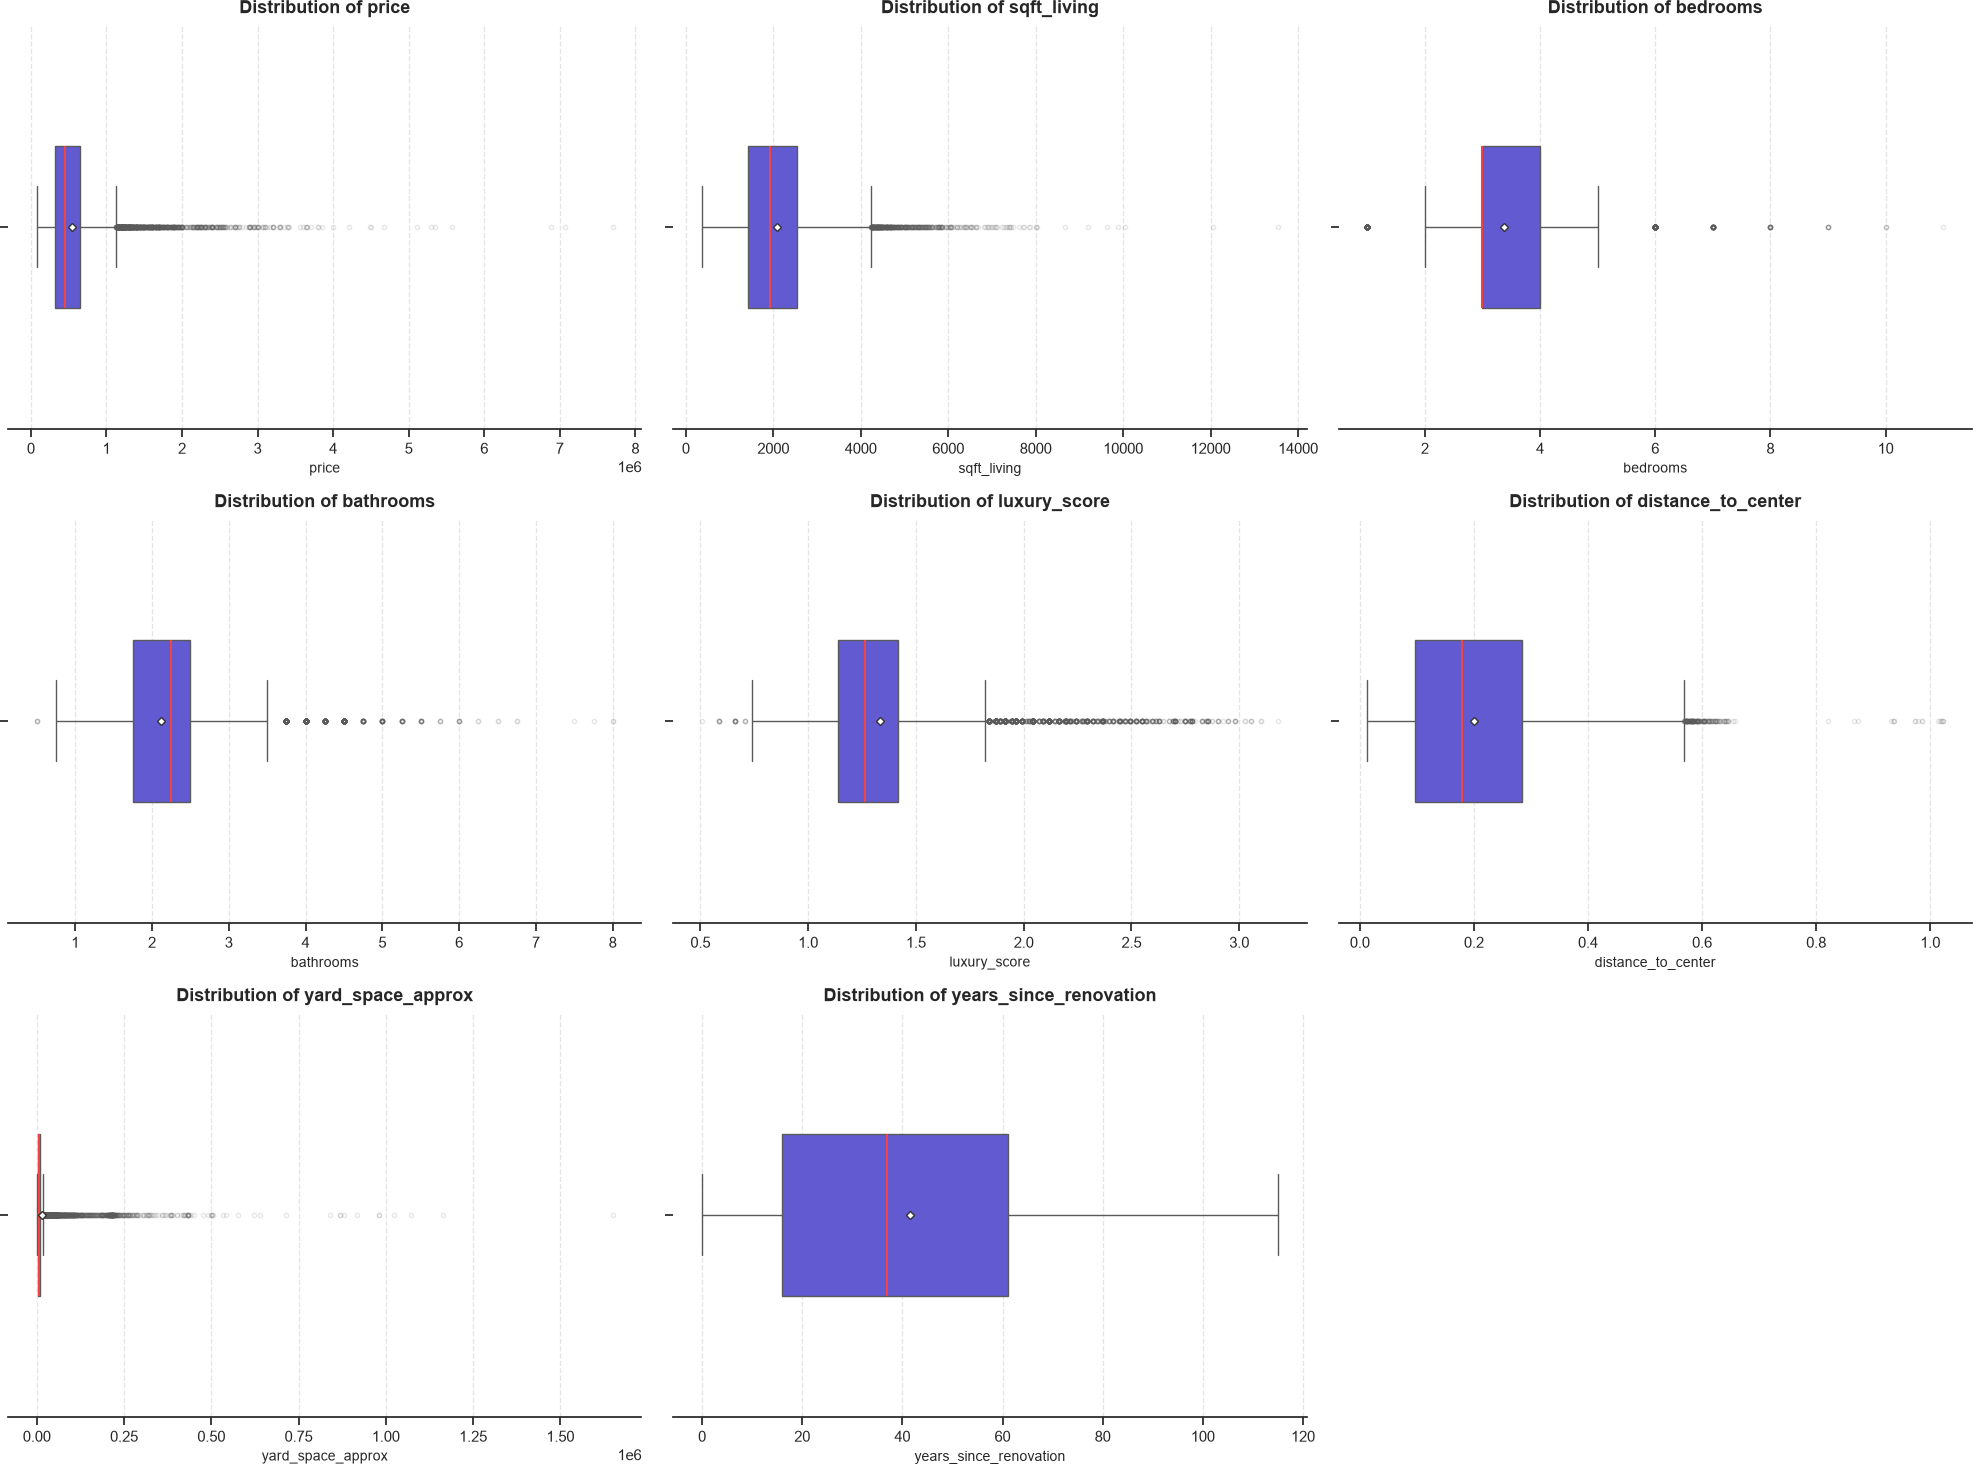 Distribution of price
Distribution of sqft_living
Distribution of bedrooms
0 1 2 3 4 5 6 7 8
1e6
price
0 2000 4000 6000 8000 10000 12000 14000
sqft_living
2 4 6 8 10
bedrooms
Distribution of bathrooms
Distribution of luxury_score
Distribution of distance_to_center
1 2 3 4 5 6 7 8
bathrooms
0.5 1.0 1.5 2.0 2.5 3.0
luxury_score
0.0 0.2 0.4 0.6 0.8 1.0
distance_to_center
Distribution of yard_space_approx
Distribution of years_since_renovation
0.00 0.25 0.50 0.75 1.00 1.25 1.50
1e6
yard_space_approx
0 20 40 60 80 100 120
years_since_renovation